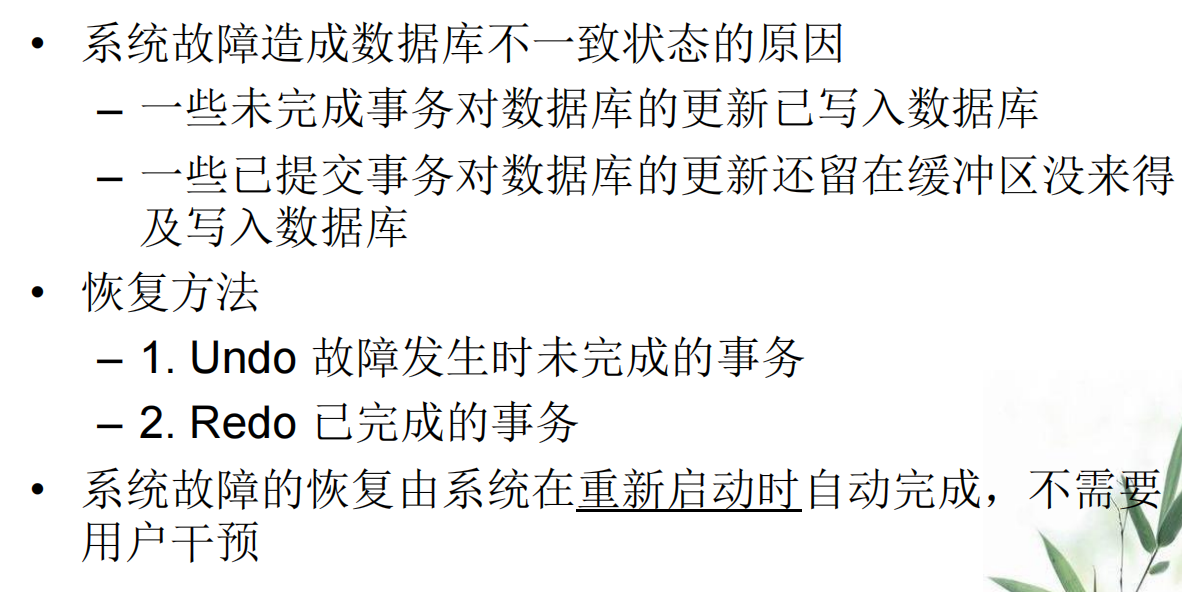 • 系统故障造成数据库不一致状态的原因
– 一些未完成事务对数据库的更新已写入数据库
– 一些已提交事务对数据库的更新还留在缓冲区没来得
及写入数据库
• 恢复方法
– 1. Undo 故障发生时未完成的事务
– 2. Redo 已完成的事务
• 系统故障的恢复由系统在重新启动时自动完成，不需要
用户干预